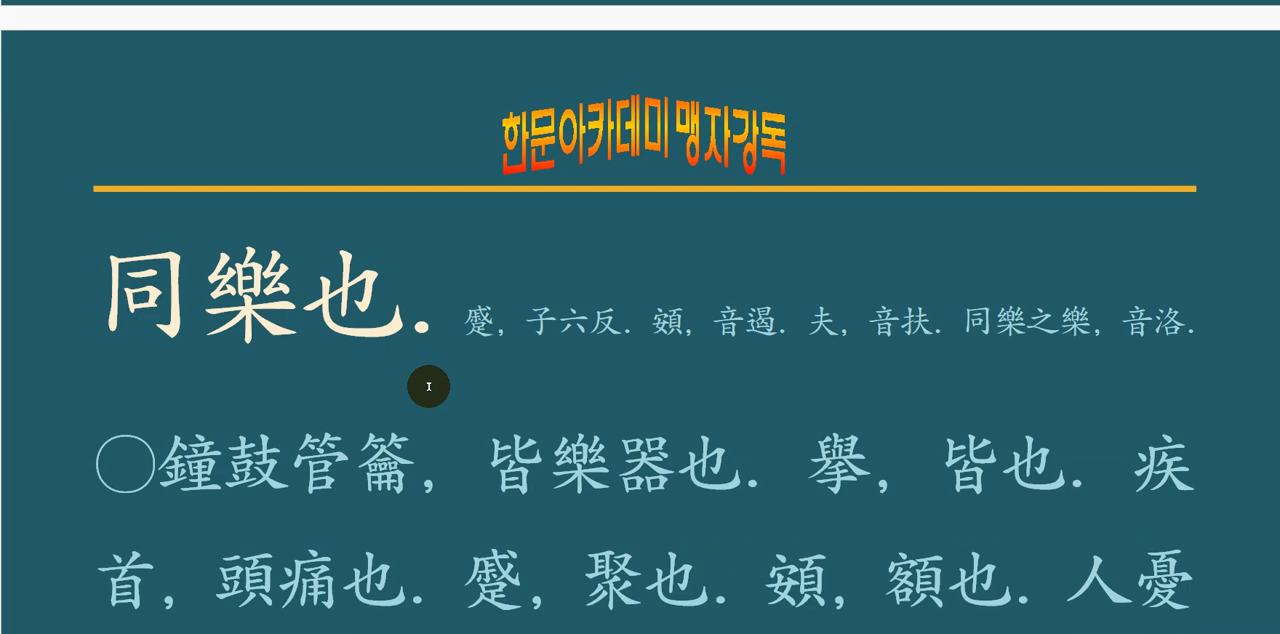 한문아카데미 맹자강독
同樂也. 蹙, 子六反. 頞, 音遏. 夫, 音扶. 同樂之樂, 音洛.
○鐘鼓管籥, 皆樂器也. 擧, 皆也. 疾
首, 頭痛也. 蹙, 聚也. 頞, 額也. 人憂